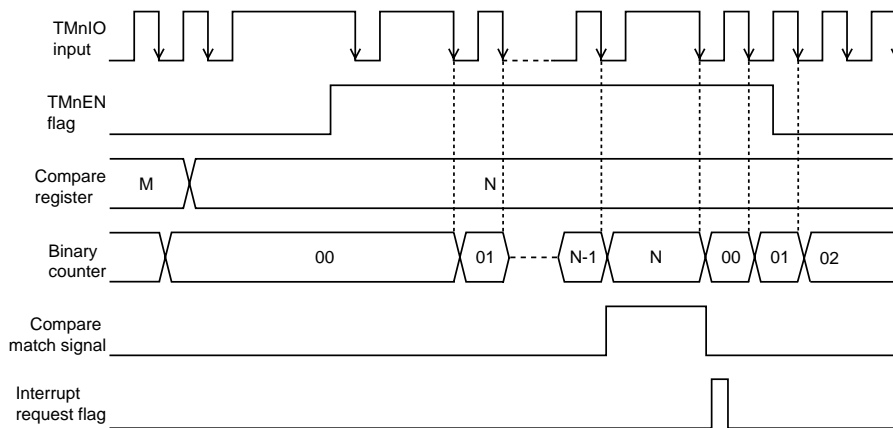 TMnIO
input
TMnEN
flag
Compare
register
M
N
Binary
counter
00
01
N-1
N
00
01
02
Compare
match signal
Interrupt
request flag